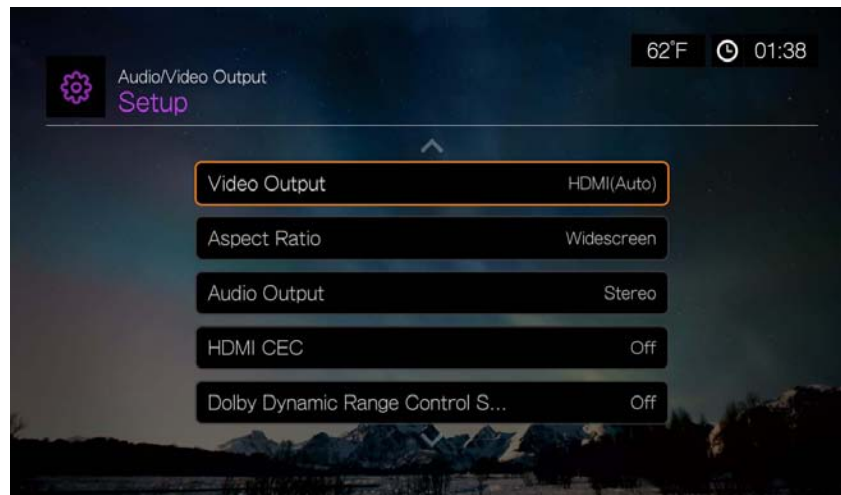 62°F 01:38
Audio/Video Output
Setup
Video Output HDMI(Auto)
Aspect Ratio Widescreen
Audio Output Stereo
HDMI CEC Off
Dolby Dynamic Range Control S... Off